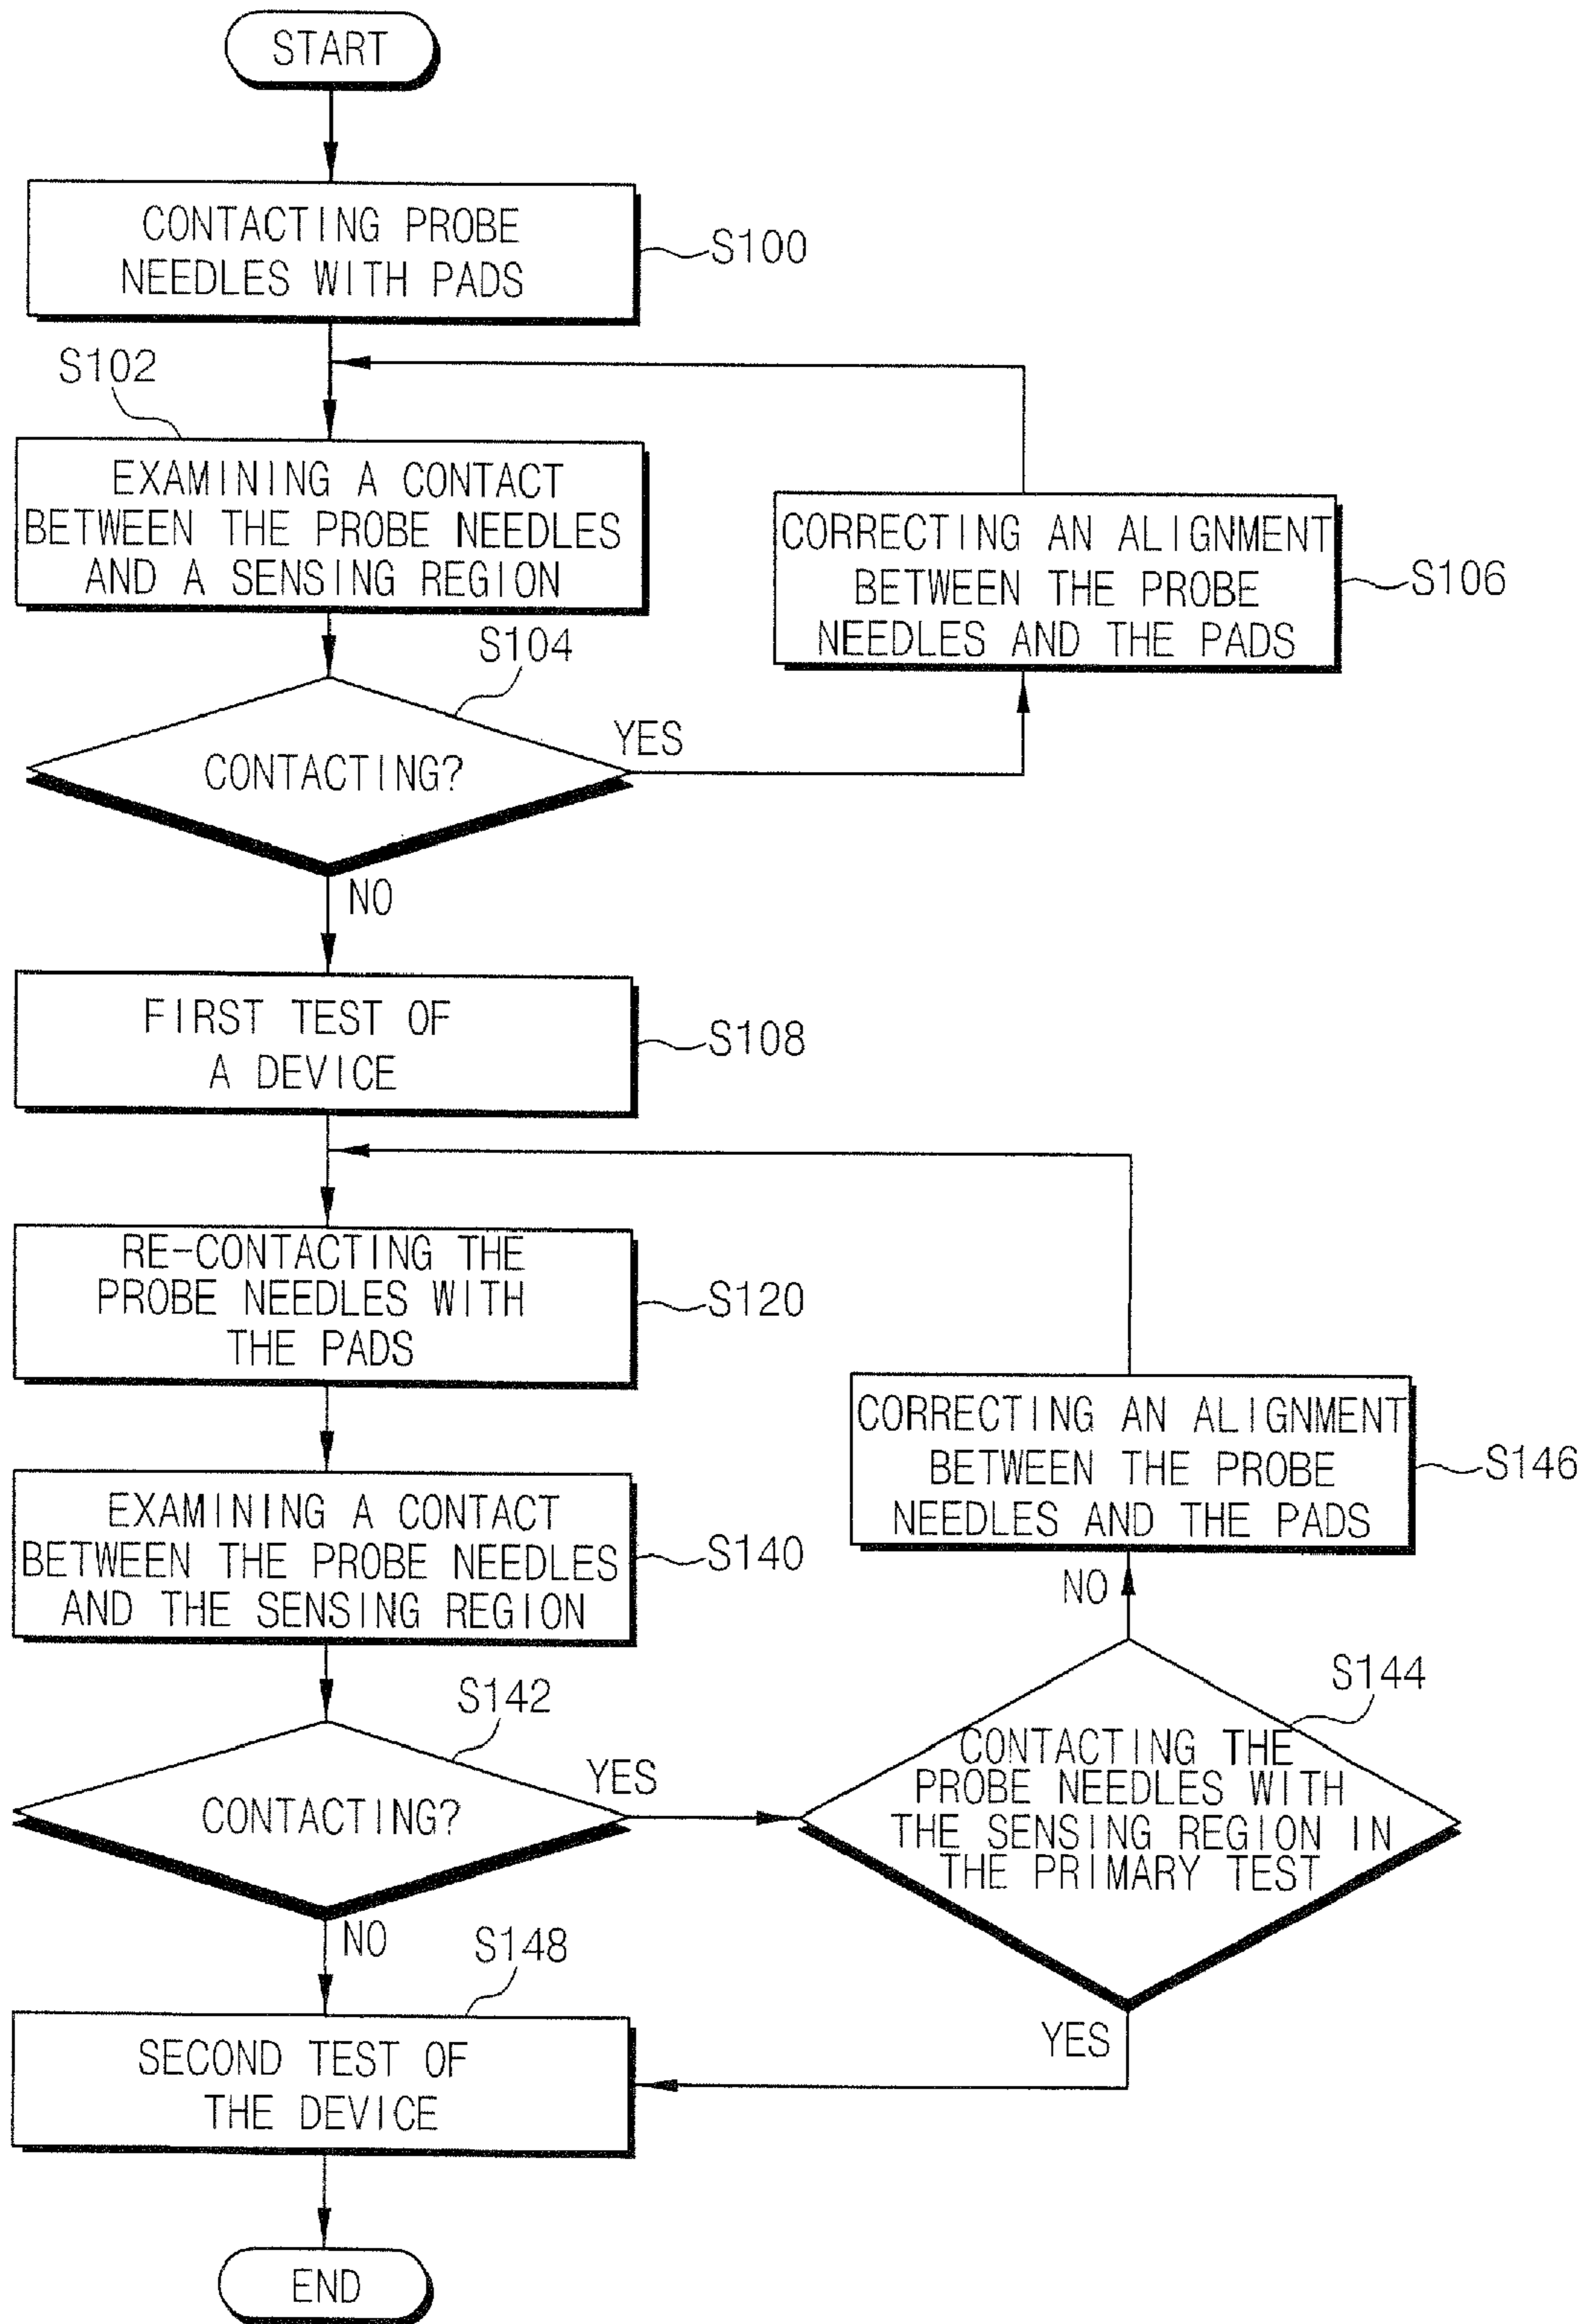 START
CONTACTING PROBE
NEEDLES WITH PADS
S100
S102
EXAMINING A CONTACT
BETWEEN THE PROBE NEEDLES
AND A SENSING REGION
CORRECTING AN ALIGNMENT
BETWEEN THE PROBE
NEEDLES AND THE PADS
S106
S104
CONTACTING?
YES
NO
FIRST TEST OF
A DEVICE
S108
RE-CONTACTING THE
PROBE NEEDLES WITH
THE PADS
S120
CORRECTING AN ALIGNMENT
BETWEEN THE PROBE
NEEDLES AND THE PADS
S146
EXAMINING A CONTACT
BETWEEN THE PROBE NEEDLES
AND THE SENSING REGION
S140
NO
S142
CONTACTING?
YES
S144
CONTACTING THE
PROBE NEEDLES WITH
THE SENSING REGION IN
THE PRIMARY TEST
NO
S148
YES
SECOND TEST OF
THE DEVICE
END